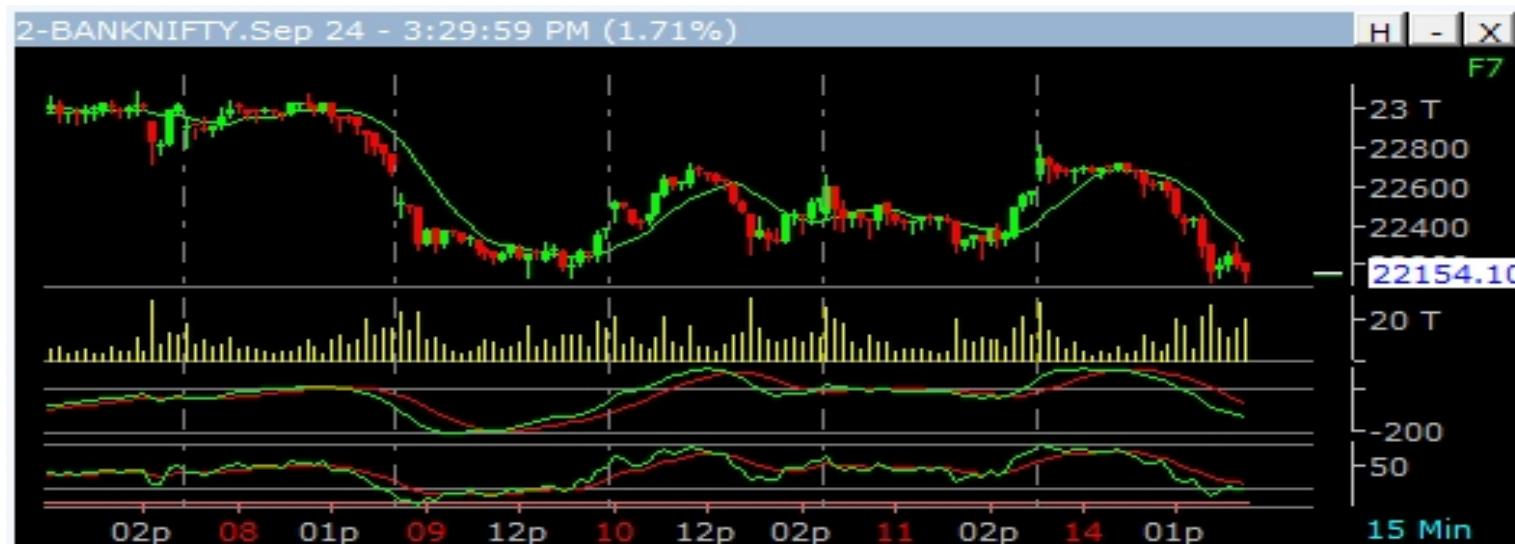 2-BANKNIFTY.Sep 24 - 3:29:59 PM (1.71%)
H - X
F7
23 T
22800
22600
22400
22154.10
20 T
-200
50
02p 08 01p 09 12p 10 12p 02p 11 02p 14 01p 15 Min